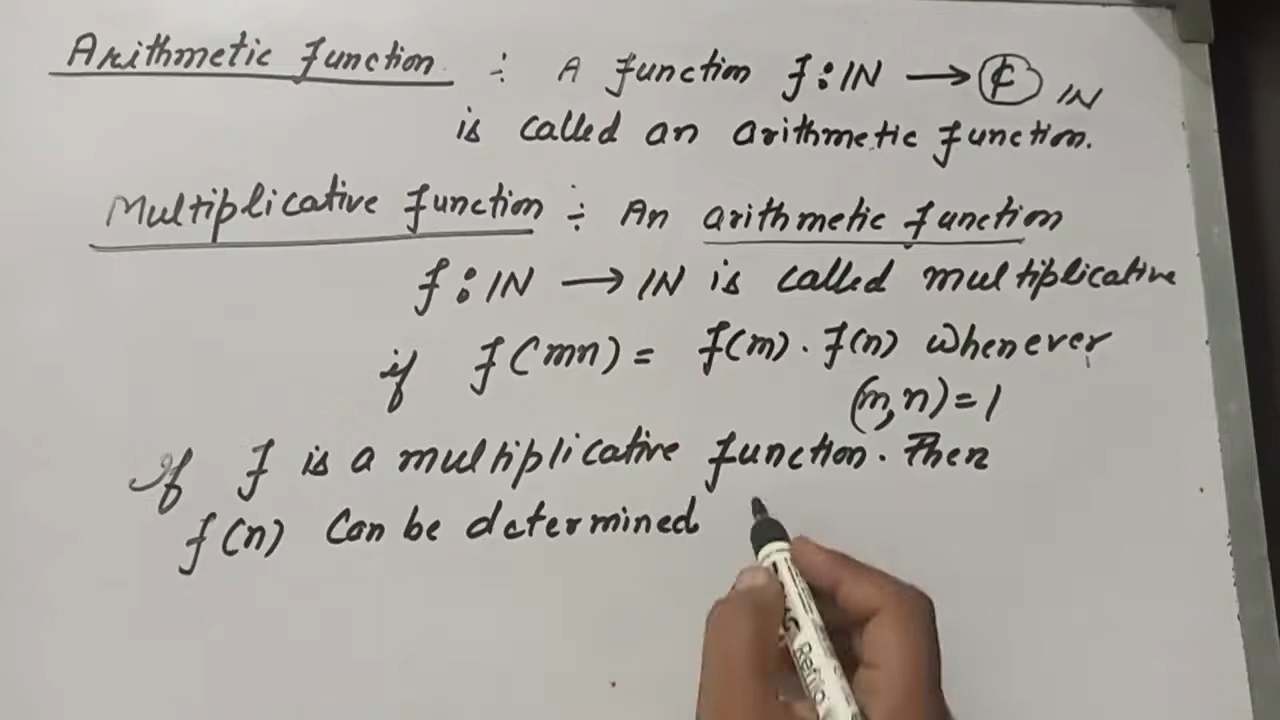 Arithmetic function ÷ A function f : IN → ₵ IN
is called an arithmetic function.
Multiplicative function ÷ An arithmetic function
f : IN → IN is called multiplicative
if f(mn) = f(m) . f(n) whenever
(m, n) = 1
If f is a multiplicative function. Then
f(n) can be determined